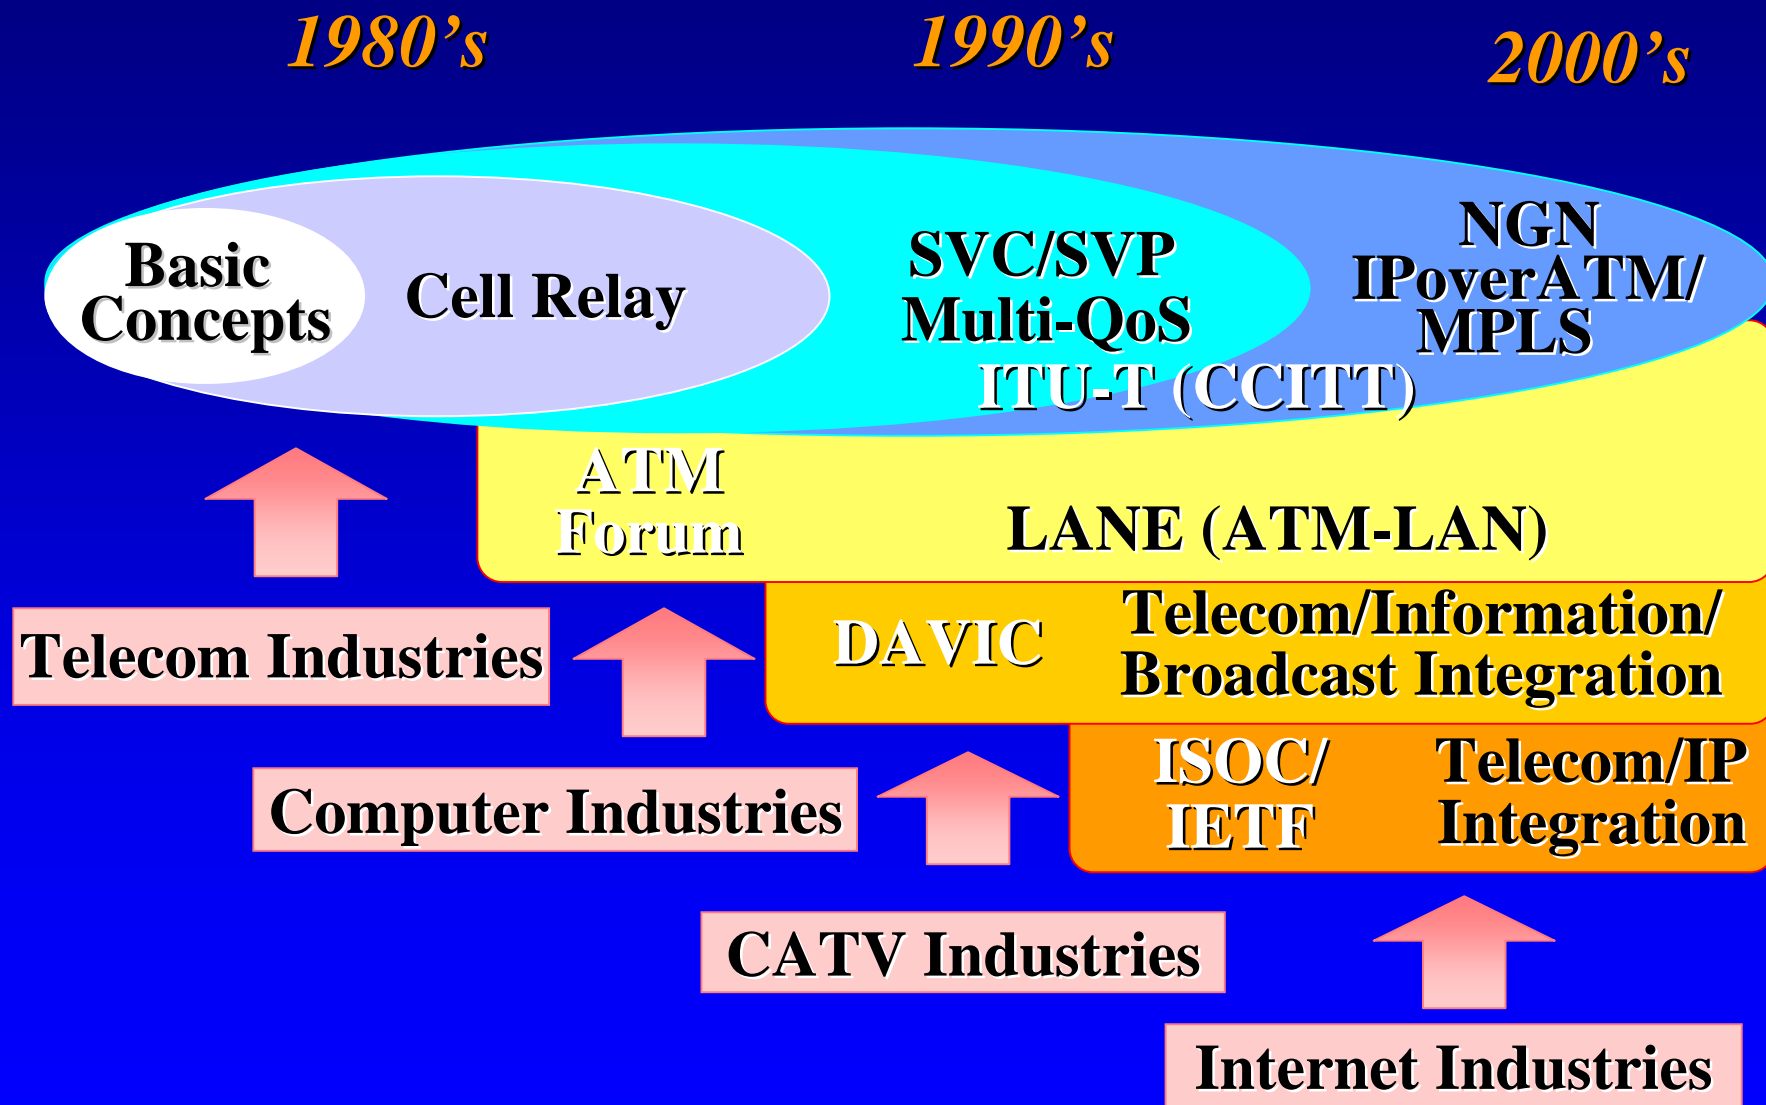 1980’s
1990’s
2000’s
Basic
Concepts
Cell Relay
SVC/SVP
Multi-QoS
NGN
IPoverATM/
MPLS
ITU-T (CCITT)
ATM
Forum
LANE (ATM-LAN)
Telecom Industries
DAVIC
Telecom/Information/
Broadcast Integration
Computer Industries
ISOC/
IETF
Telecom/IP
Integration
CATV Industries
Internet Industries